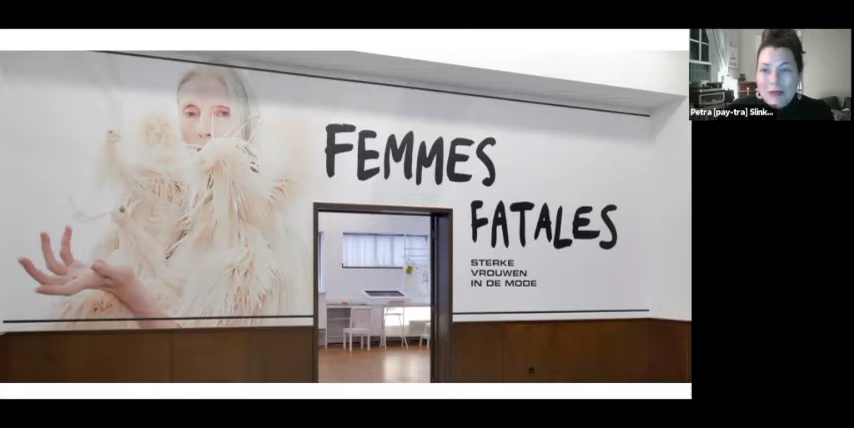 FEMMES
FATALES
STERKE
VROUWEN
IN DE MODE
Petra [pay-tra] Slink...